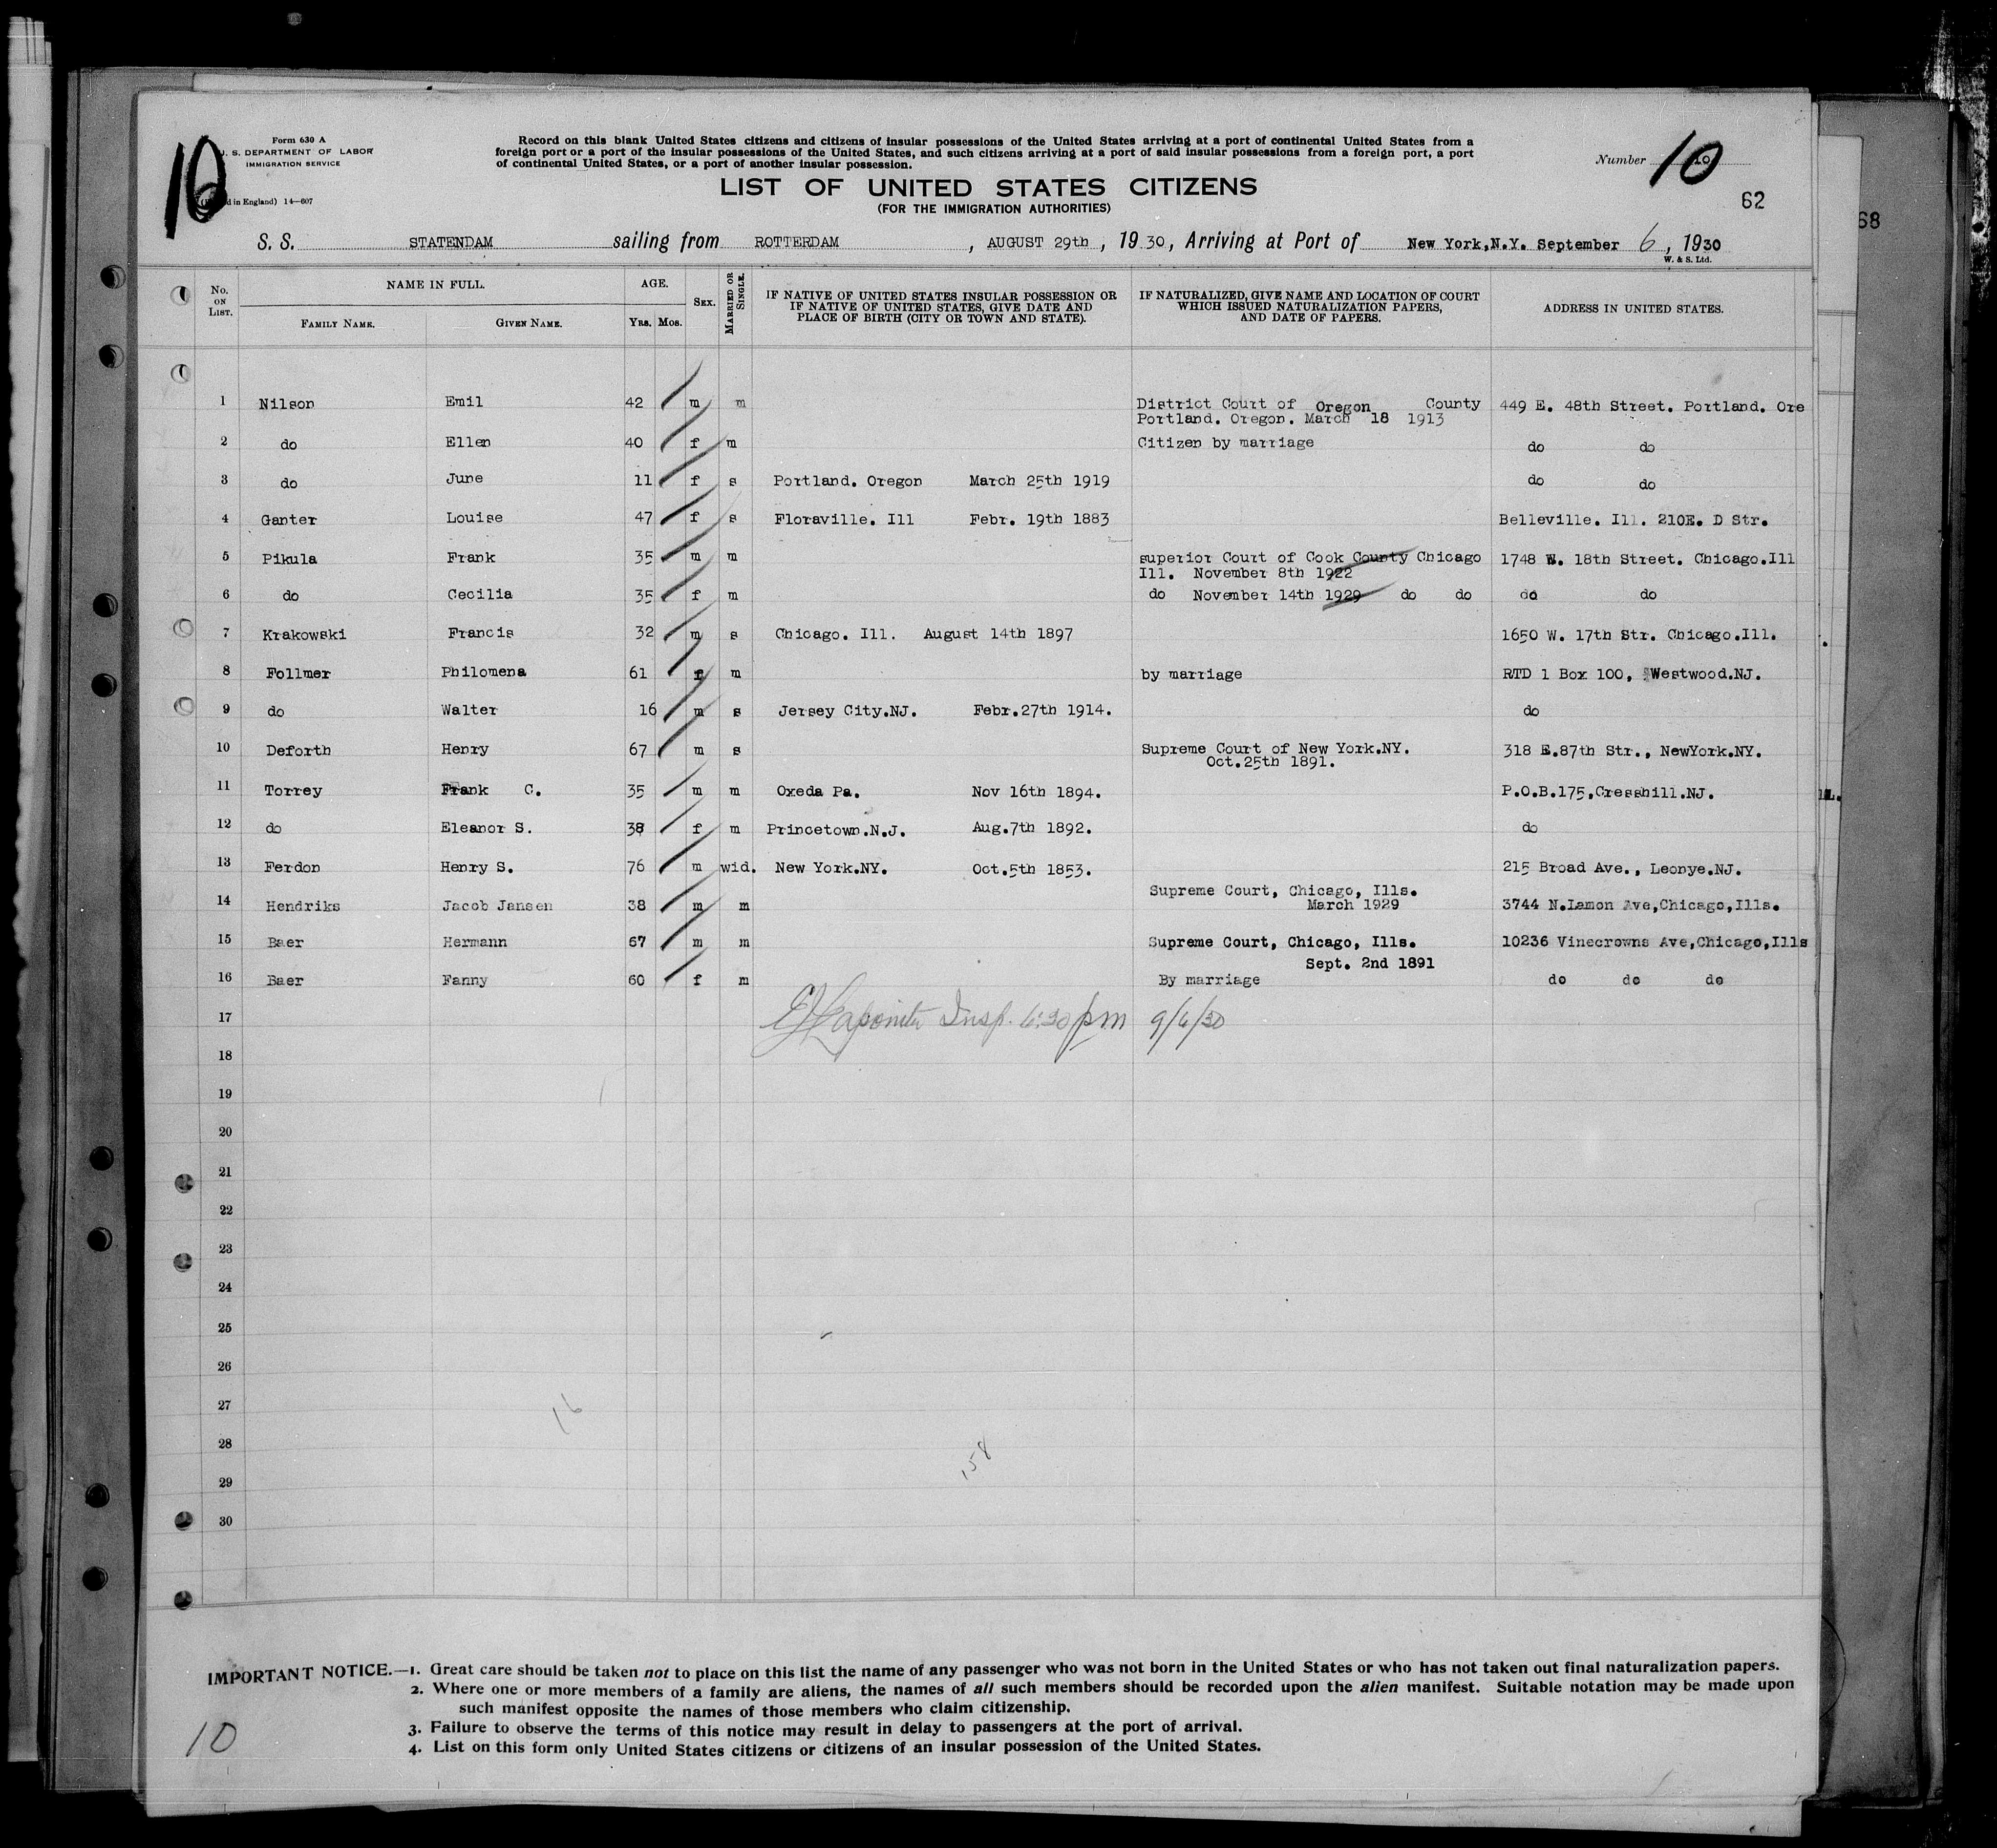 10
Form 630 A
U. S. DEPARTMENT OF LABOR
IMMIGRATION SERVICE
in England) 14—607
Record on this blank United States citizens and citizens of insular possessions of the United States arriving at a port of continental United States from a
foreign port or a port of the insular possessions of the United States, and such citizens arriving at a port of said insular possessions from a foreign port, a port
of continental United States, or a port of another insular possession.
Number 10
10
62
68
LIST OF UNITED STATES CITIZENS
(FOR THE IMMIGRATION AUTHORITIES)
S. S. STATENDAM sailing from ROTTERDAM, AUGUST 29th, 1930, Arriving at Port of New York,N.Y. September 6, 1930
W. & S. Ltd.
No. ON LIST. NAME IN FULL. FAMILY NAME. GIVEN NAME. AGE. YRS. MOS. SEX. MARRIED OR SINGLE. IF NATIVE OF UNITED STATES INSULAR POSSESSION OR IF NATIVE OF UNITED STATES, GIVE DATE AND PLACE OF BIRTH (CITY OR TOWN AND STATE). IF NATURALIZED, GIVE NAME AND LOCATION OF COURT WHICH ISSUED NATURALIZATION PAPERS, AND DATE OF PAPERS. ADDRESS IN UNITED STATES.
1 Nilson Emil 42 m m District Court of Oregon County 449 E. 48th Street. Portland. Ore
Portland. Oregon. March 18 1913
2 do Ellen 40 f m Citizen by marriage do do
3 do June 11 f s Portland. Oregon March 25th 1919 do do
4 Ganter Louise 47 f s Floraville. Ill Febr. 19th 1883 Belleville. Ill. 210E. D Str.
5 Pikula Frank 35 m m superior Court of Cook County Chicago 1748 W. 18th Street. Chicago.Ill
Ill. November 8th 1922
6 do Cecilia 35 f m do November 14th 1929 do do do do
7 Krakowski Francis 32 m s Chicago. Ill. August 14th 1897 1650 W. 17th Str. Chicago.Ill.
8 Follmer Philomena 61 f m by marriage RTD 1 Box 100, Westwood.NJ.
9 do Walter 16 m s Jersey City.NJ. Febr.27th 1914. do
10 Deforth Henry 67 m s Supreme Court of New York.NY. 318 E.87th Str., NewYork.NY.
Oct.25th 1891.
11 Torrey Frank C. 35 m m Oxeda Pa. Nov 16th 1894. P.O.B.175,Cresshill.NJ.
12 do Eleanor S. 38 f m Princetown.N.J. Aug.7th 1892. do
13 Ferdon Henry S. 76 m wid. New York.NY. Oct.5th 1853. 215 Broad Ave., Leonye.NJ.
Supreme Court, Chicago, Ills.
14 Hendriks Jacob Jansen 38 m m March 1929 3744 N.Lamon Ave,Chicago,Ills.
15 Baer Hermann 67 m m Supreme Court, Chicago, Ills. 10236 Vinecrowns Ave,Chicago,Ills
Sept. 2nd 1891
16 Baer Fanny 60 f m By marriage do do do
17 Insp. 6:30 pm 9/6/30
18
19
20
21
22
23
24
25
26
27
16
28
158
29
30
IMPORTANT NOTICE.—1. Great care should be taken not to place on this list the name of any passenger who was not born in the United States or who has not taken out final naturalization papers.
2. Where one or more members of a family are aliens, the names of all such members should be recorded upon the alien manifest. Suitable notation may be made upon
such manifest opposite the names of those members who claim citizenship.
3. Failure to observe the terms of this notice may result in delay to passengers at the port of arrival.
4. List on this form only United States citizens or citizens of an insular possession of the United States.
10